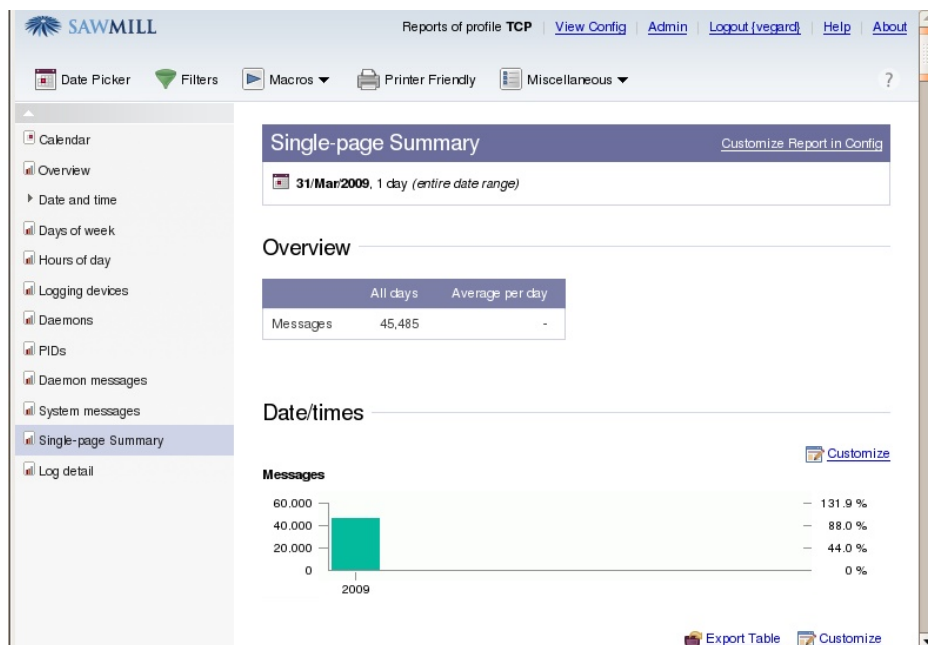 SAWMILL
Reports of profile TCP | View Config | Admin | Logout {vegard} | Help | About
Date Picker Filters Macros Printer Friendly Miscellaneous ?
Calendar
Overview
Date and time
Days of week
Hours of day
Logging devices
Daemons
PIDs
Daemon messages
System messages
Single-page Summary
Log detail
Single-page Summary Customize Report in Config
31/Mar/2009, 1 day (entire date range)
Overview
All days Average per day
Messages 45,485 -
Date/times
Customize
Messages
60.000 131.9 %
40.000 88.0 %
20.000 44.0 %
0 0 %
2009
Export Table Customize